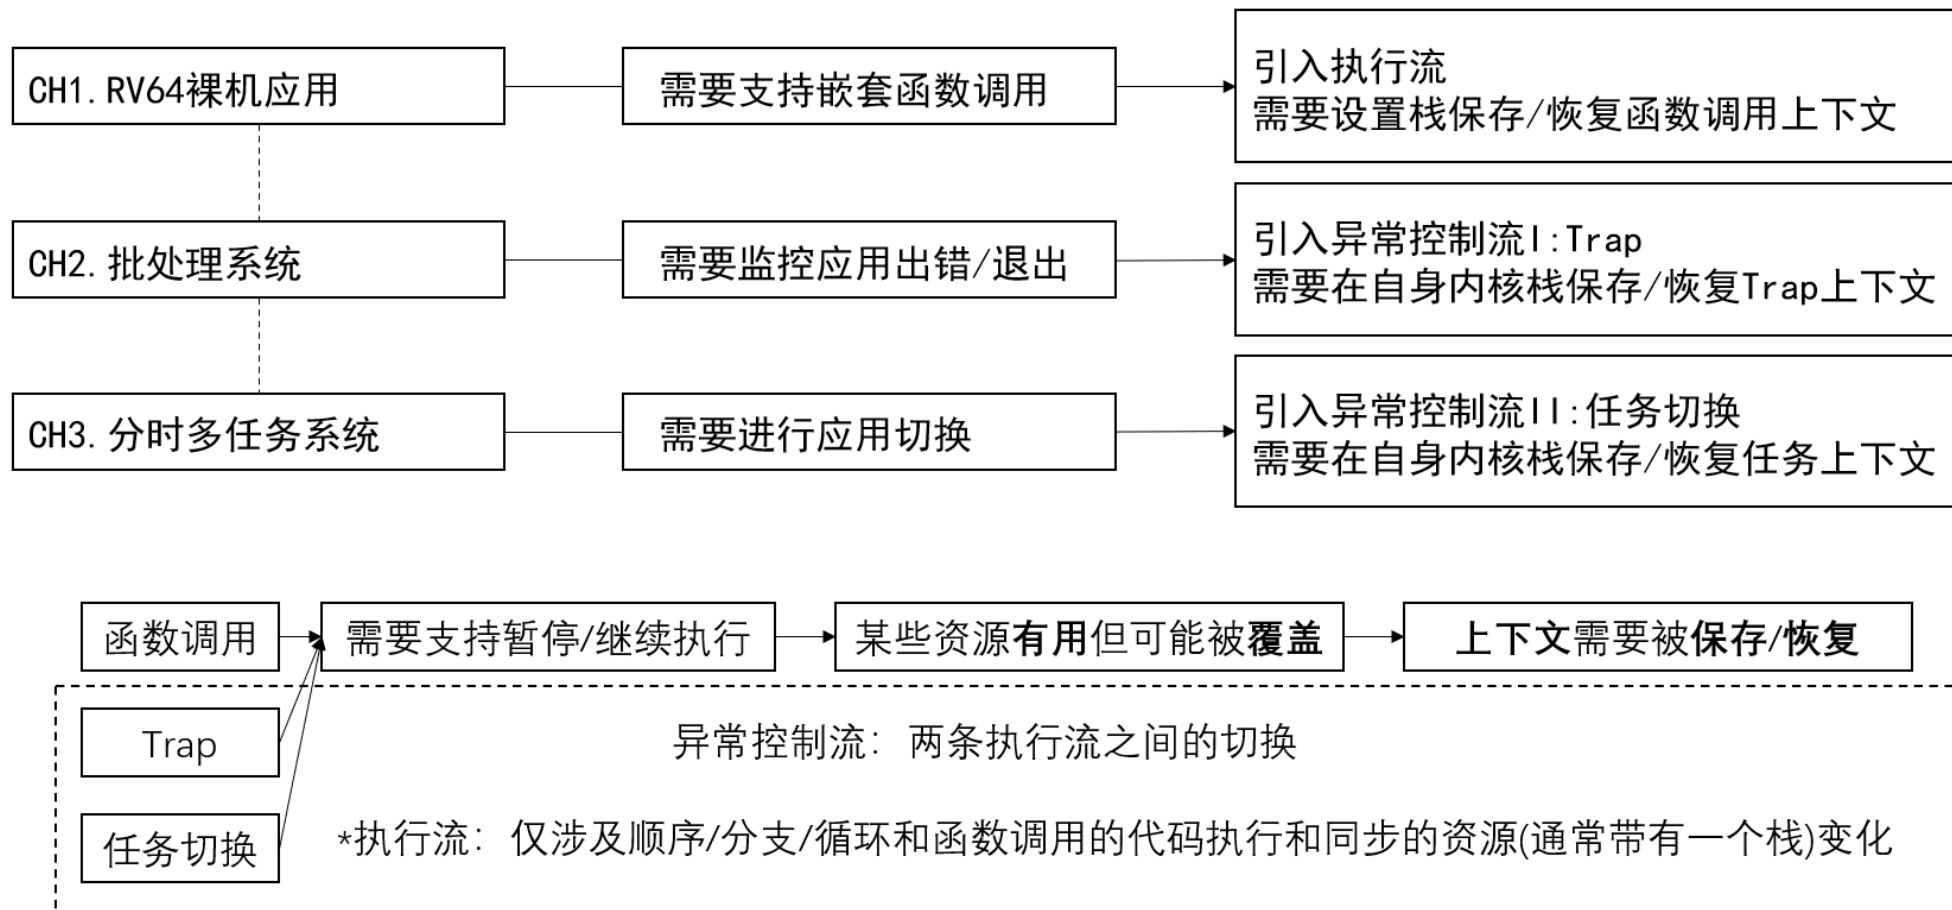 CH1.RV64裸机应用
需要支持嵌套函数调用
引入执行流
需要设置栈保存/恢复函数调用上下文
CH2.批处理系统
需要监控应用出错/退出
引入异常控制流I:Trap
需要在自身内核栈保存/恢复Trap上下文
CH3.分时多任务系统
需要进行应用切换
引入异常控制流II:任务切换
需要在自身内核栈保存/恢复任务上下文
函数调用
需要支持暂停/继续执行
某些资源有用但可能被覆盖
上下文需要被保存/恢复
Trap
异常控制流：两条执行流之间的切换
任务切换
*执行流：仅涉及顺序/分支/循环和函数调用的代码执行和同步的资源(通常带有一个栈)变化